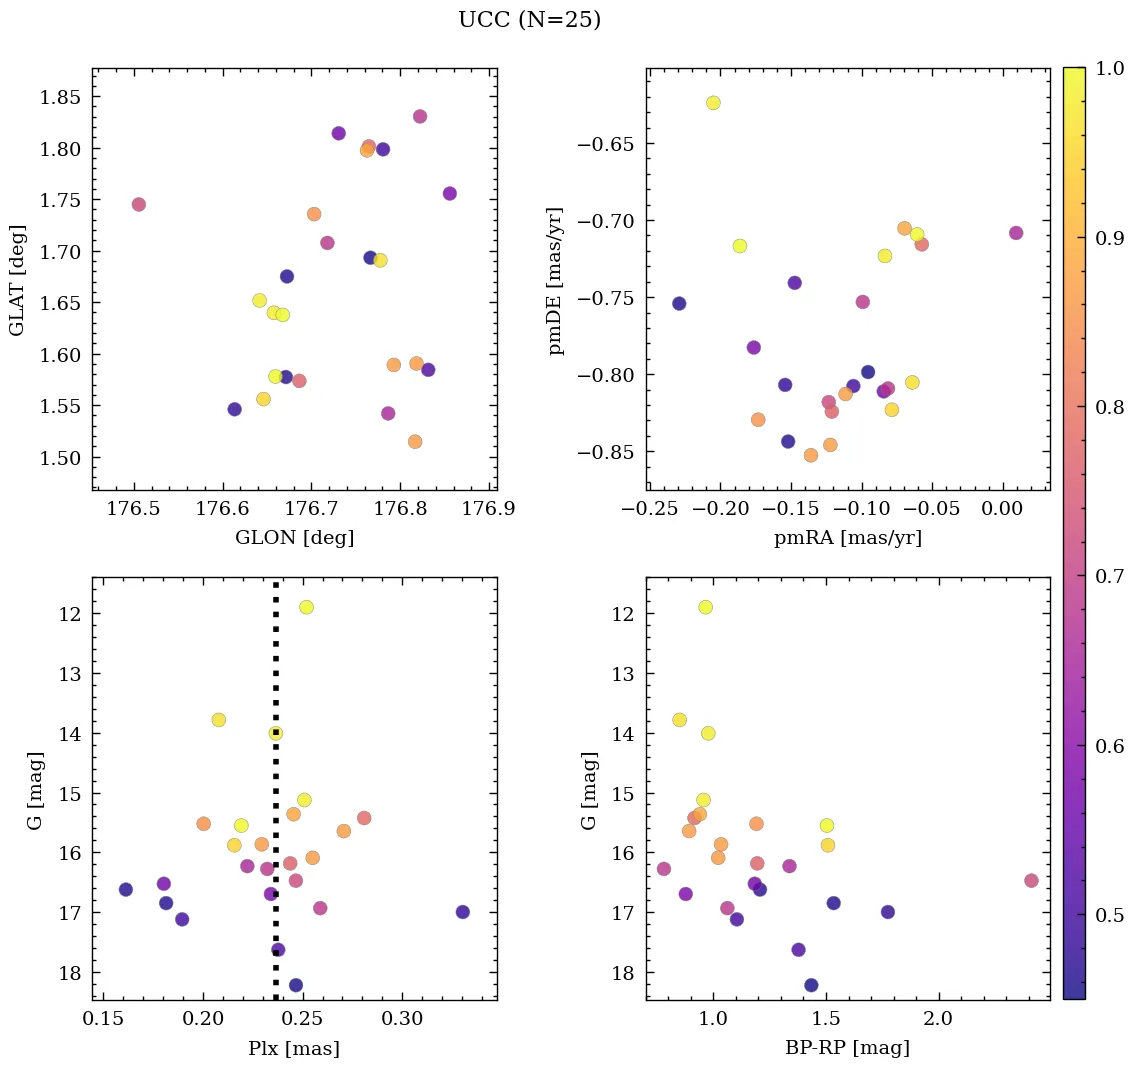 UCC (N=25)
GLAT [deg]
1.85
1.80
1.75
1.70
1.65
1.60
1.55
1.50
176.5 176.6 176.7 176.8 176.9
GLON [deg]
pmDE [mas/yr]
−0.65
−0.70
−0.75
−0.80
−0.85
−0.25 −0.20 −0.15 −0.10 −0.05 0.00
pmRA [mas/yr]
1.0
0.9
0.8
0.7
0.6
0.5
G [mag]
12
13
14
15
16
17
18
0.15 0.20 0.25 0.30
Plx [mas]
G [mag]
12
13
14
15
16
17
18
1.0 1.5 2.0
BP-RP [mag]